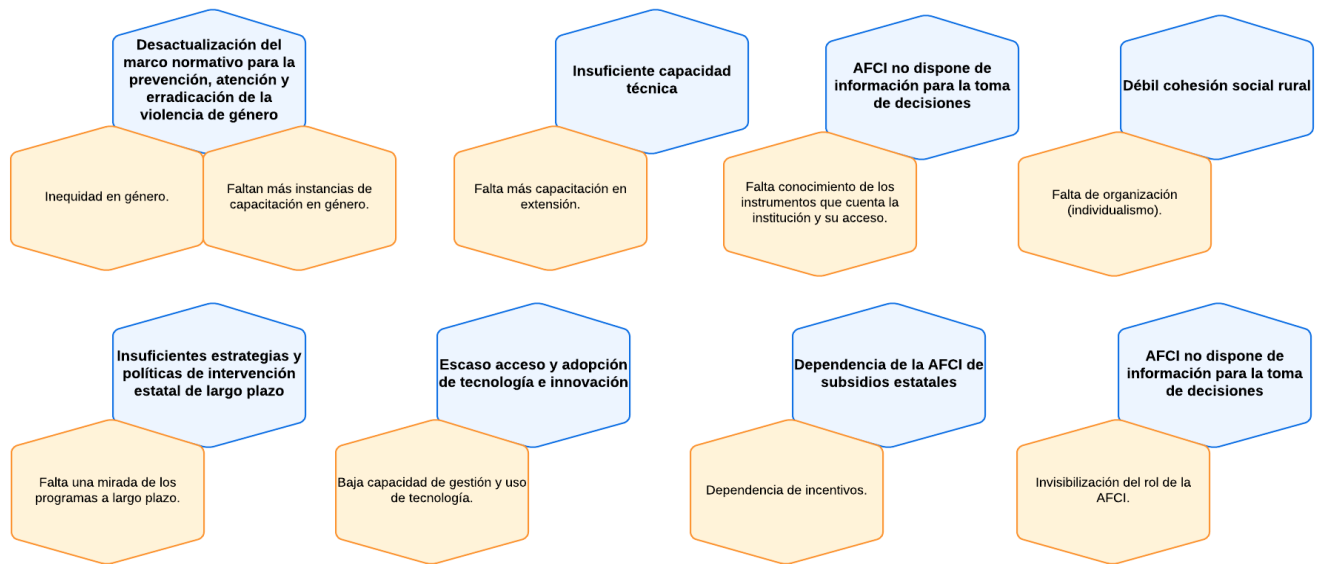 Desactualización del
marco normativo para la
prevención, atención y
erradicación de la
violencia de género
Inequidad en género.
Faltan más instancias de
capacitación en género.
Insuficiente capacidad
técnica
Falta más capacitación en
extensión.
AFCI no dispone de
información para la toma
de decisiones
Falta conocimiento de los
instrumentos que cuenta la
institución y su acceso.
Débil cohesión social rural
Falta de organización
(individualismo).
Insuficientes estrategias y
políticas de intervención
estatal de largo plazo
Falta una mirada de los
programas a largo plazo.
Escaso acceso y adopción
de tecnología e innovación
Baja capacidad de gestión y uso
de tecnología.
Dependencia de la AFCI de
subsidios estatales
Dependencia de incentivos.
AFCI no dispone de
información para la toma
de decisiones
Invisibilización del rol de la
AFCI.